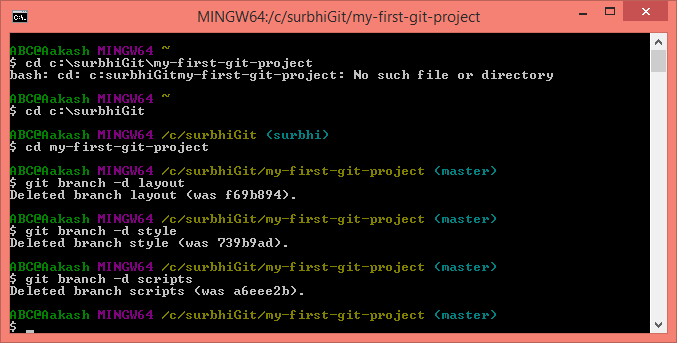 MINGW64:/c/surbhiGit/my-first-git-project
ABC@Aakash MINGW64 ~
$ cd c:\surbhiGit\my-first-git-project
bash: cd: c:surbhiGitmy-first-git-project: No such file or directory
ABC@Aakash MINGW64 ~
$ cd c:\surbhiGit
ABC@Aakash MINGW64 /c/surbhiGit (surbhi)
$ cd my-first-git-project
ABC@Aakash MINGW64 /c/surbhiGit/my-first-git-project (master)
$ git branch -d layout
Deleted branch layout (was f69b894).
ABC@Aakash MINGW64 /c/surbhiGit/my-first-git-project (master)
$ git branch -d style
Deleted branch style (was 739b9ad).
ABC@Aakash MINGW64 /c/surbhiGit/my-first-git-project (master)
$ git branch -d scripts
Deleted branch scripts (was a6eee2b).
ABC@Aakash MINGW64 /c/surbhiGit/my-first-git-project (master)
$